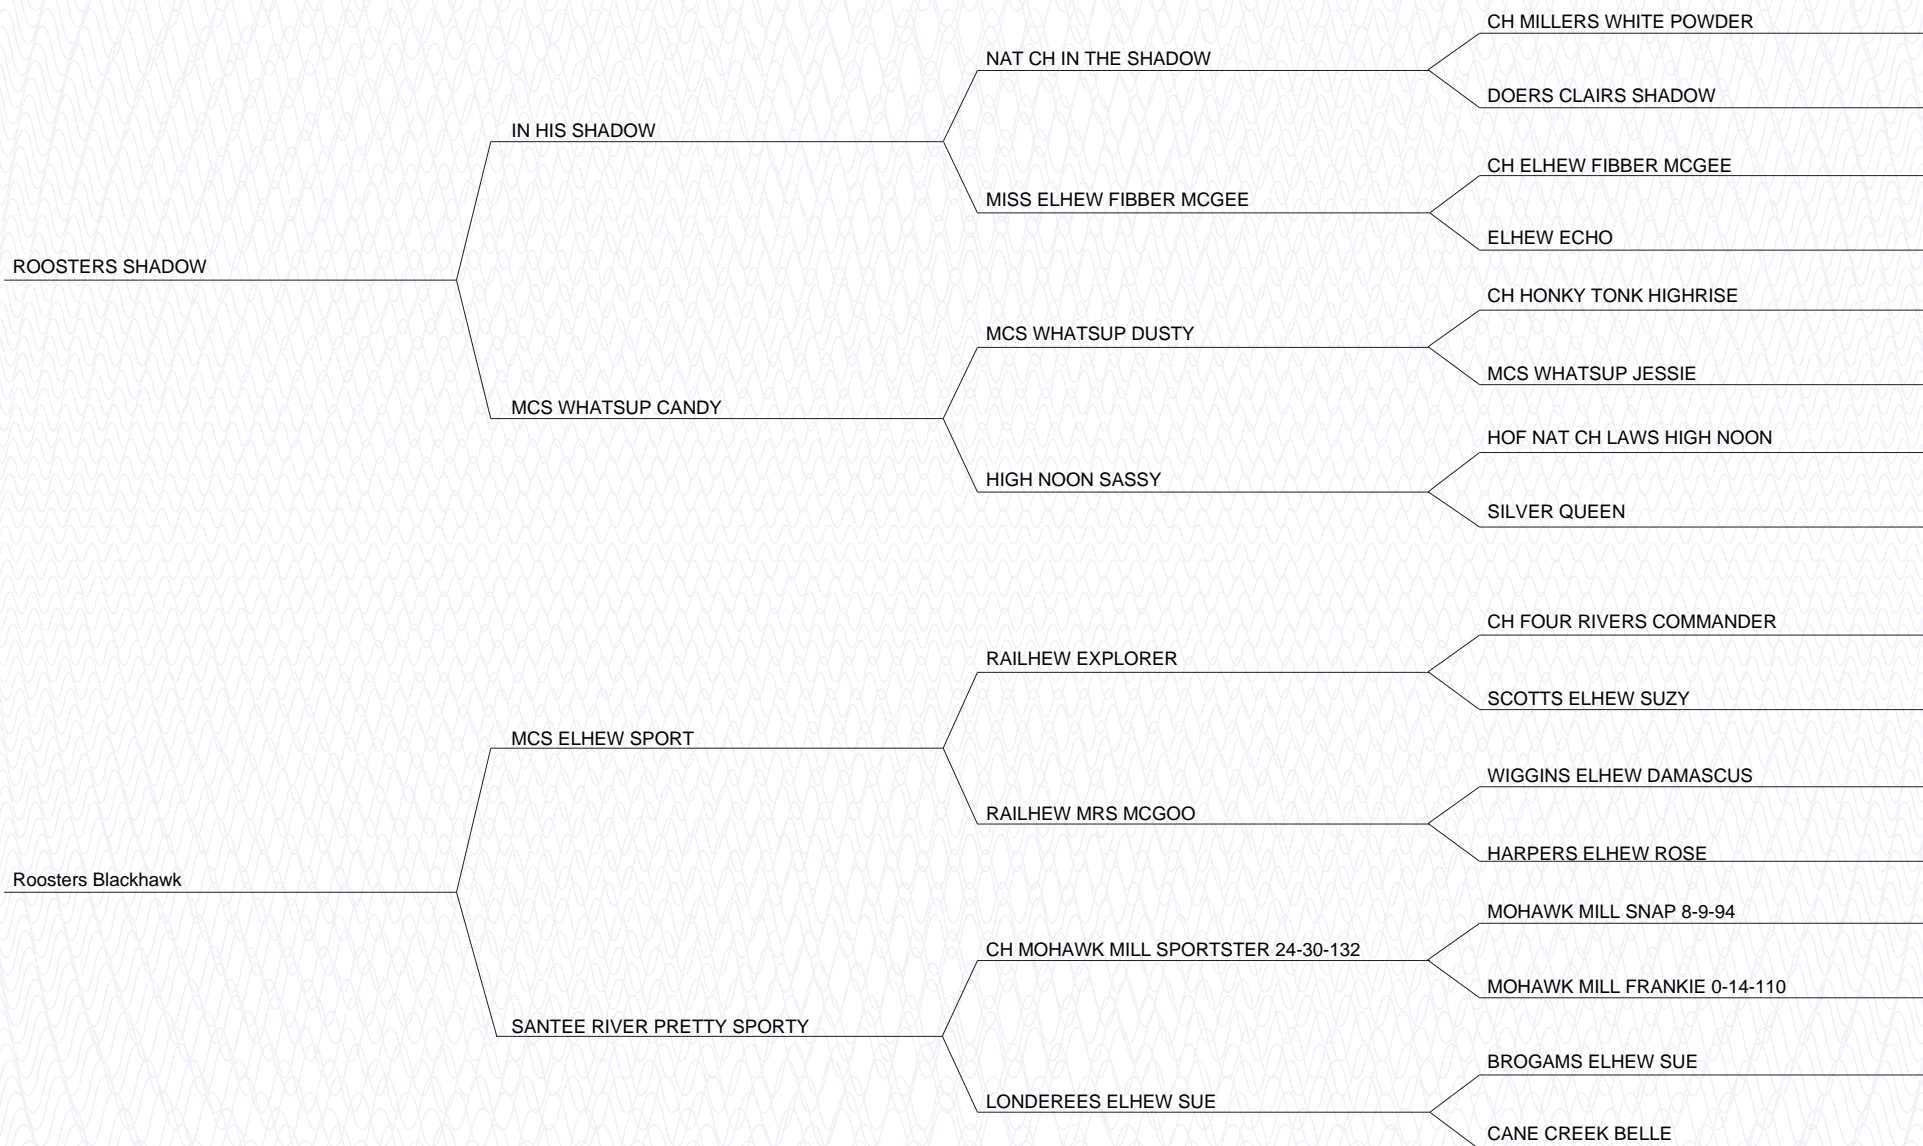 ROOSTERS SHADOW
IN HIS SHADOW
NAT CH IN THE SHADOW
CH MILLERS WHITE POWDER
DOERS CLAIRS SHADOW
MISS ELHEW FIBBER MCGEE
CH ELHEW FIBBER MCGEE
ELHEW ECHO
MCS WHATSUP CANDY
MCS WHATSUP DUSTY
CH HONKY TONK HIGHRISE
MCS WHATSUP JESSIE
HIGH NOON SASSY
HOF NAT CH LAWS HIGH NOON
SILVER QUEEN
Roosters Blackhawk
MCS ELHEW SPORT
RAILHEW EXPLORER
CH FOUR RIVERS COMMANDER
SCOTTS ELHEW SUZY
RAILHEW MRS MCGOO
WIGGINS ELHEW DAMASCUS
HARPERS ELHEW ROSE
SANTEE RIVER PRETTY SPORTY
CH MOHAWK MILL SPORTSTER 24-30-132
MOHAWK MILL SNAP 8-9-94
MOHAWK MILL FRANKIE 0-14-110
LONDEREES ELHEW SUE
BROGAMS ELHEW SUE
CANE CREEK BELLE